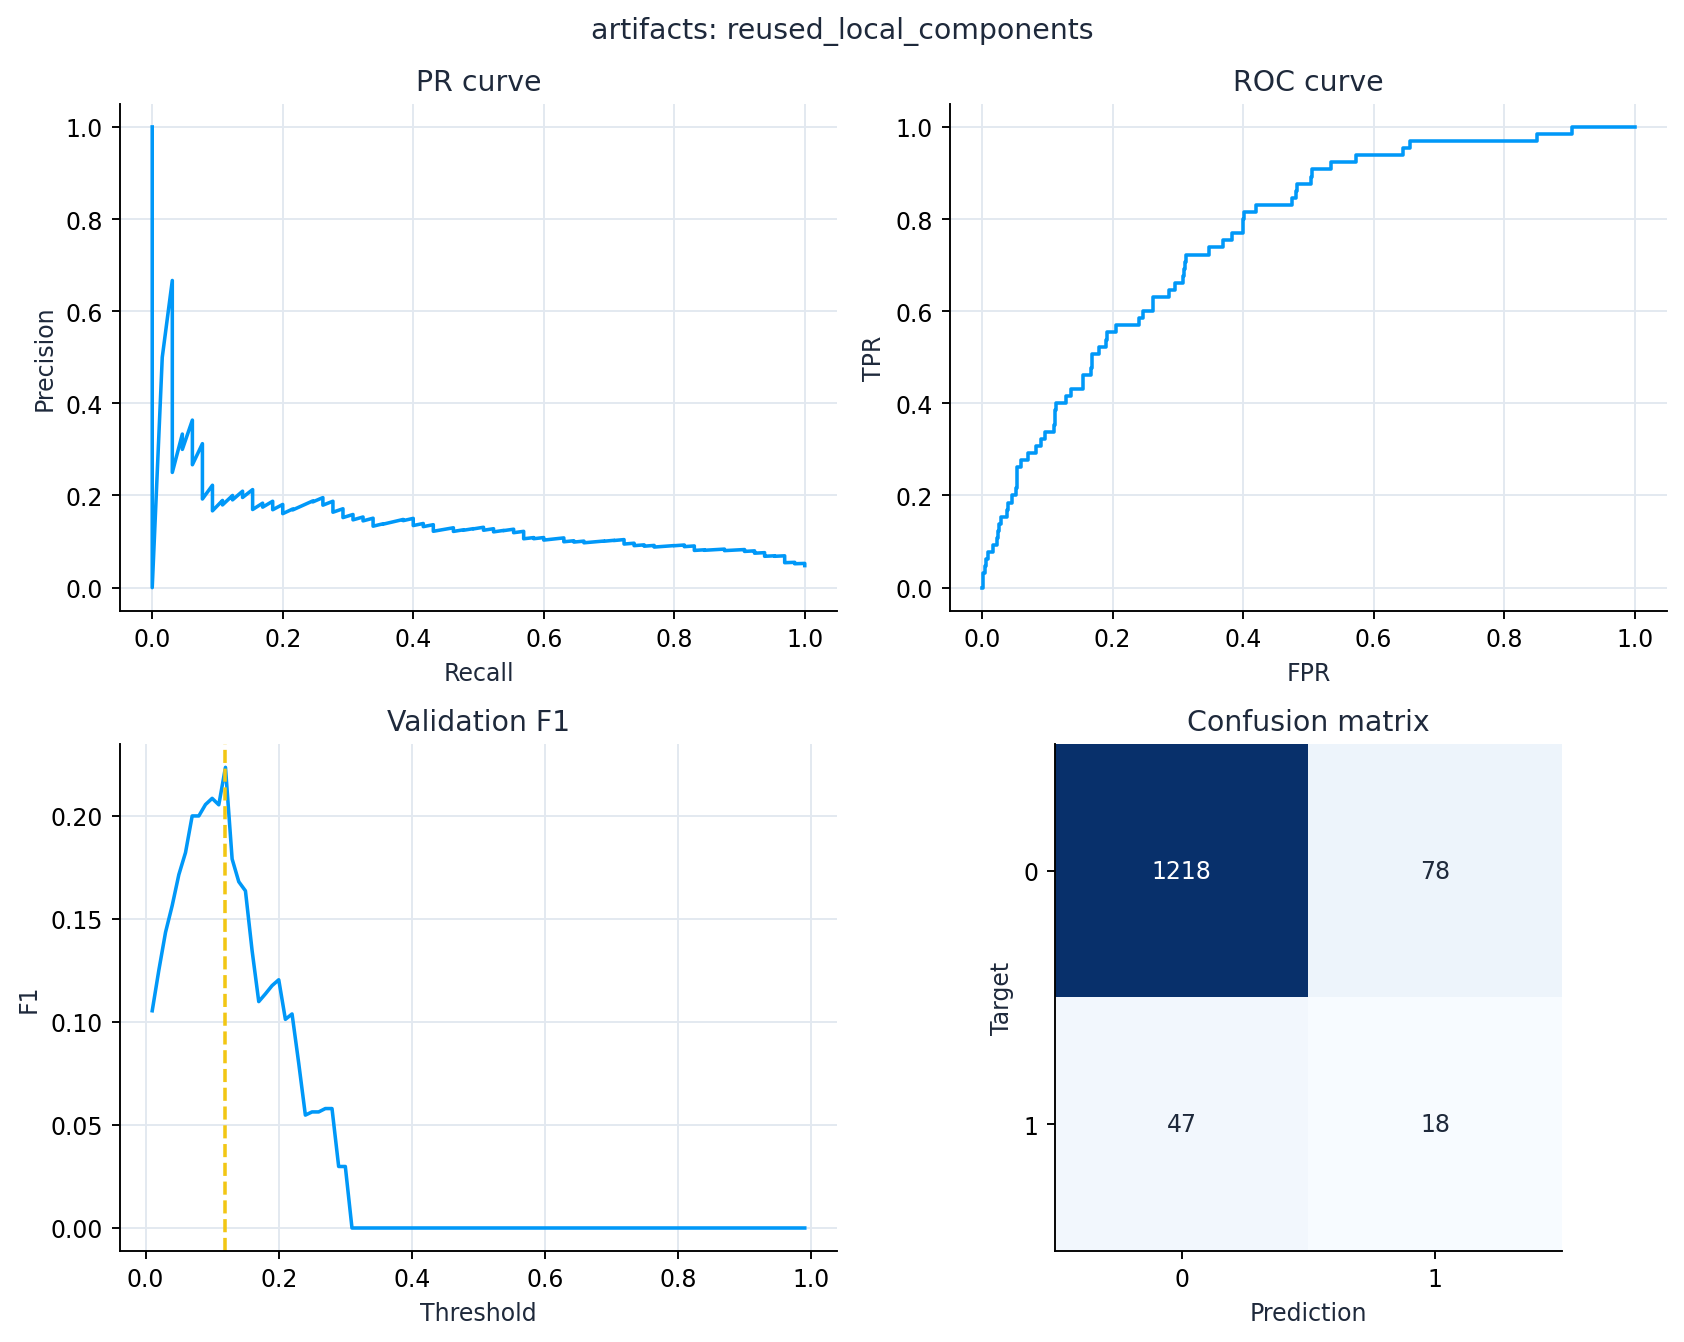 artifacts: reused_local_components
PR curve
1.0
0.8
0.6
0.4
0.2
0.0
Precision
0.0 0.2 0.4 0.6 0.8 1.0
Recall
ROC curve
1.0
0.8
0.6
0.4
0.2
0.0
TPR
0.0 0.2 0.4 0.6 0.8 1.0
FPR
Validation F1
0.20
0.15
0.10
0.05
0.00
F1
0.0 0.2 0.4 0.6 0.8 1.0
Threshold
Confusion matrix
0
1
Target
1218 78
47 18
0 1
Prediction